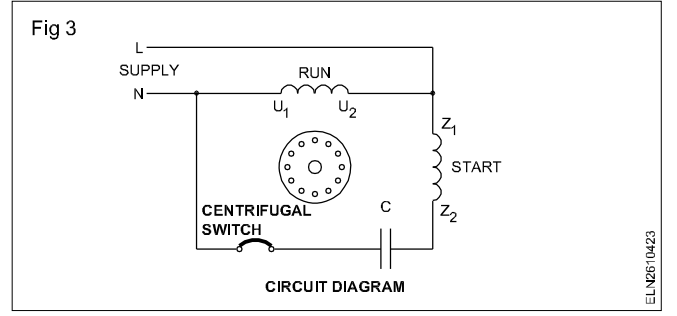 Fig 3
L
SUPPLY
N
RUN
U1 U2
Z1
START
Z2
CENTRIFUGAL
SWITCH
C
CIRCUIT DIAGRAM
ELN2610423